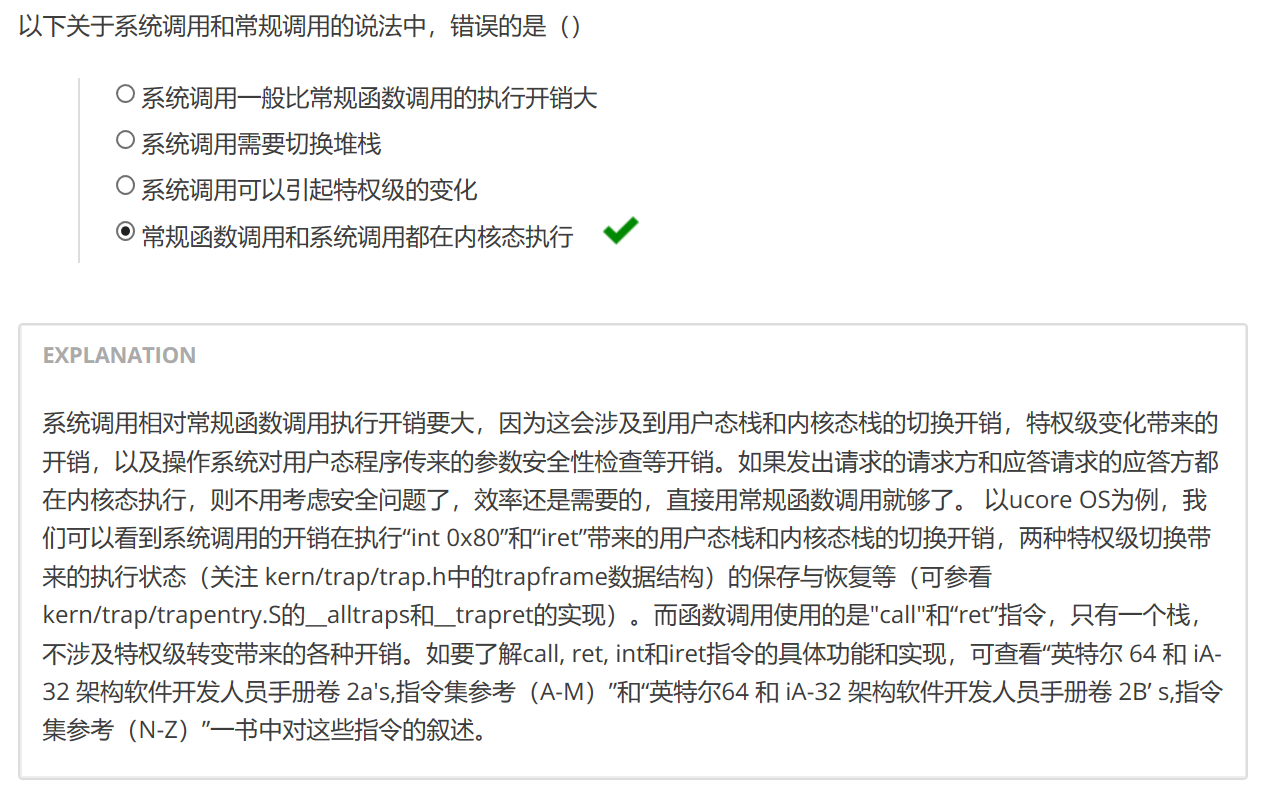 以下关于系统调用和常规调用的说法中，错误的是（）
系统调用一般比常规函数调用的执行开销大
系统调用需要切换堆栈
系统调用可以引起特权级的变化
常规函数调用和系统调用都在内核态执行
EXPLANATION
系统调用相对常规函数调用执行开销要大，因为这会涉及到用户态栈和内核态栈的切换开销，特权级变化带来的
开销，以及操作系统对用户态程序传来的参数安全性检查等开销。如果发出请求的请求方和应答请求的应答方都
在内核态执行，则不用考虑安全问题了，效率还是需要的，直接用常规函数调用就够了。 以ucore OS为例，我
们可以看到系统调用的开销在执行“int 0x80”和“iret”带来的用户态栈和内核态栈的切换开销，两种特权级切换带
来的执行状态（关注 kern/trap/trap.h中的trapframe数据结构）的保存与恢复等（可参看
kern/trap/trapentry.S的__alltraps和__trapret的实现）。而函数调用使用的是"call"和“ret”指令，只有一个栈，
不涉及特权级转变带来的各种开销。如要了解call, ret, int和iret指令的具体功能和实现，可查看“英特尔 64 和 iA-
32 架构软件开发人员手册卷 2a's,指令集参考（A-M）”和“英特尔64 和 iA-32 架构软件开发人员手册卷 2B’ s,指令
集参考（N-Z）”一书中对这些指令的叙述。